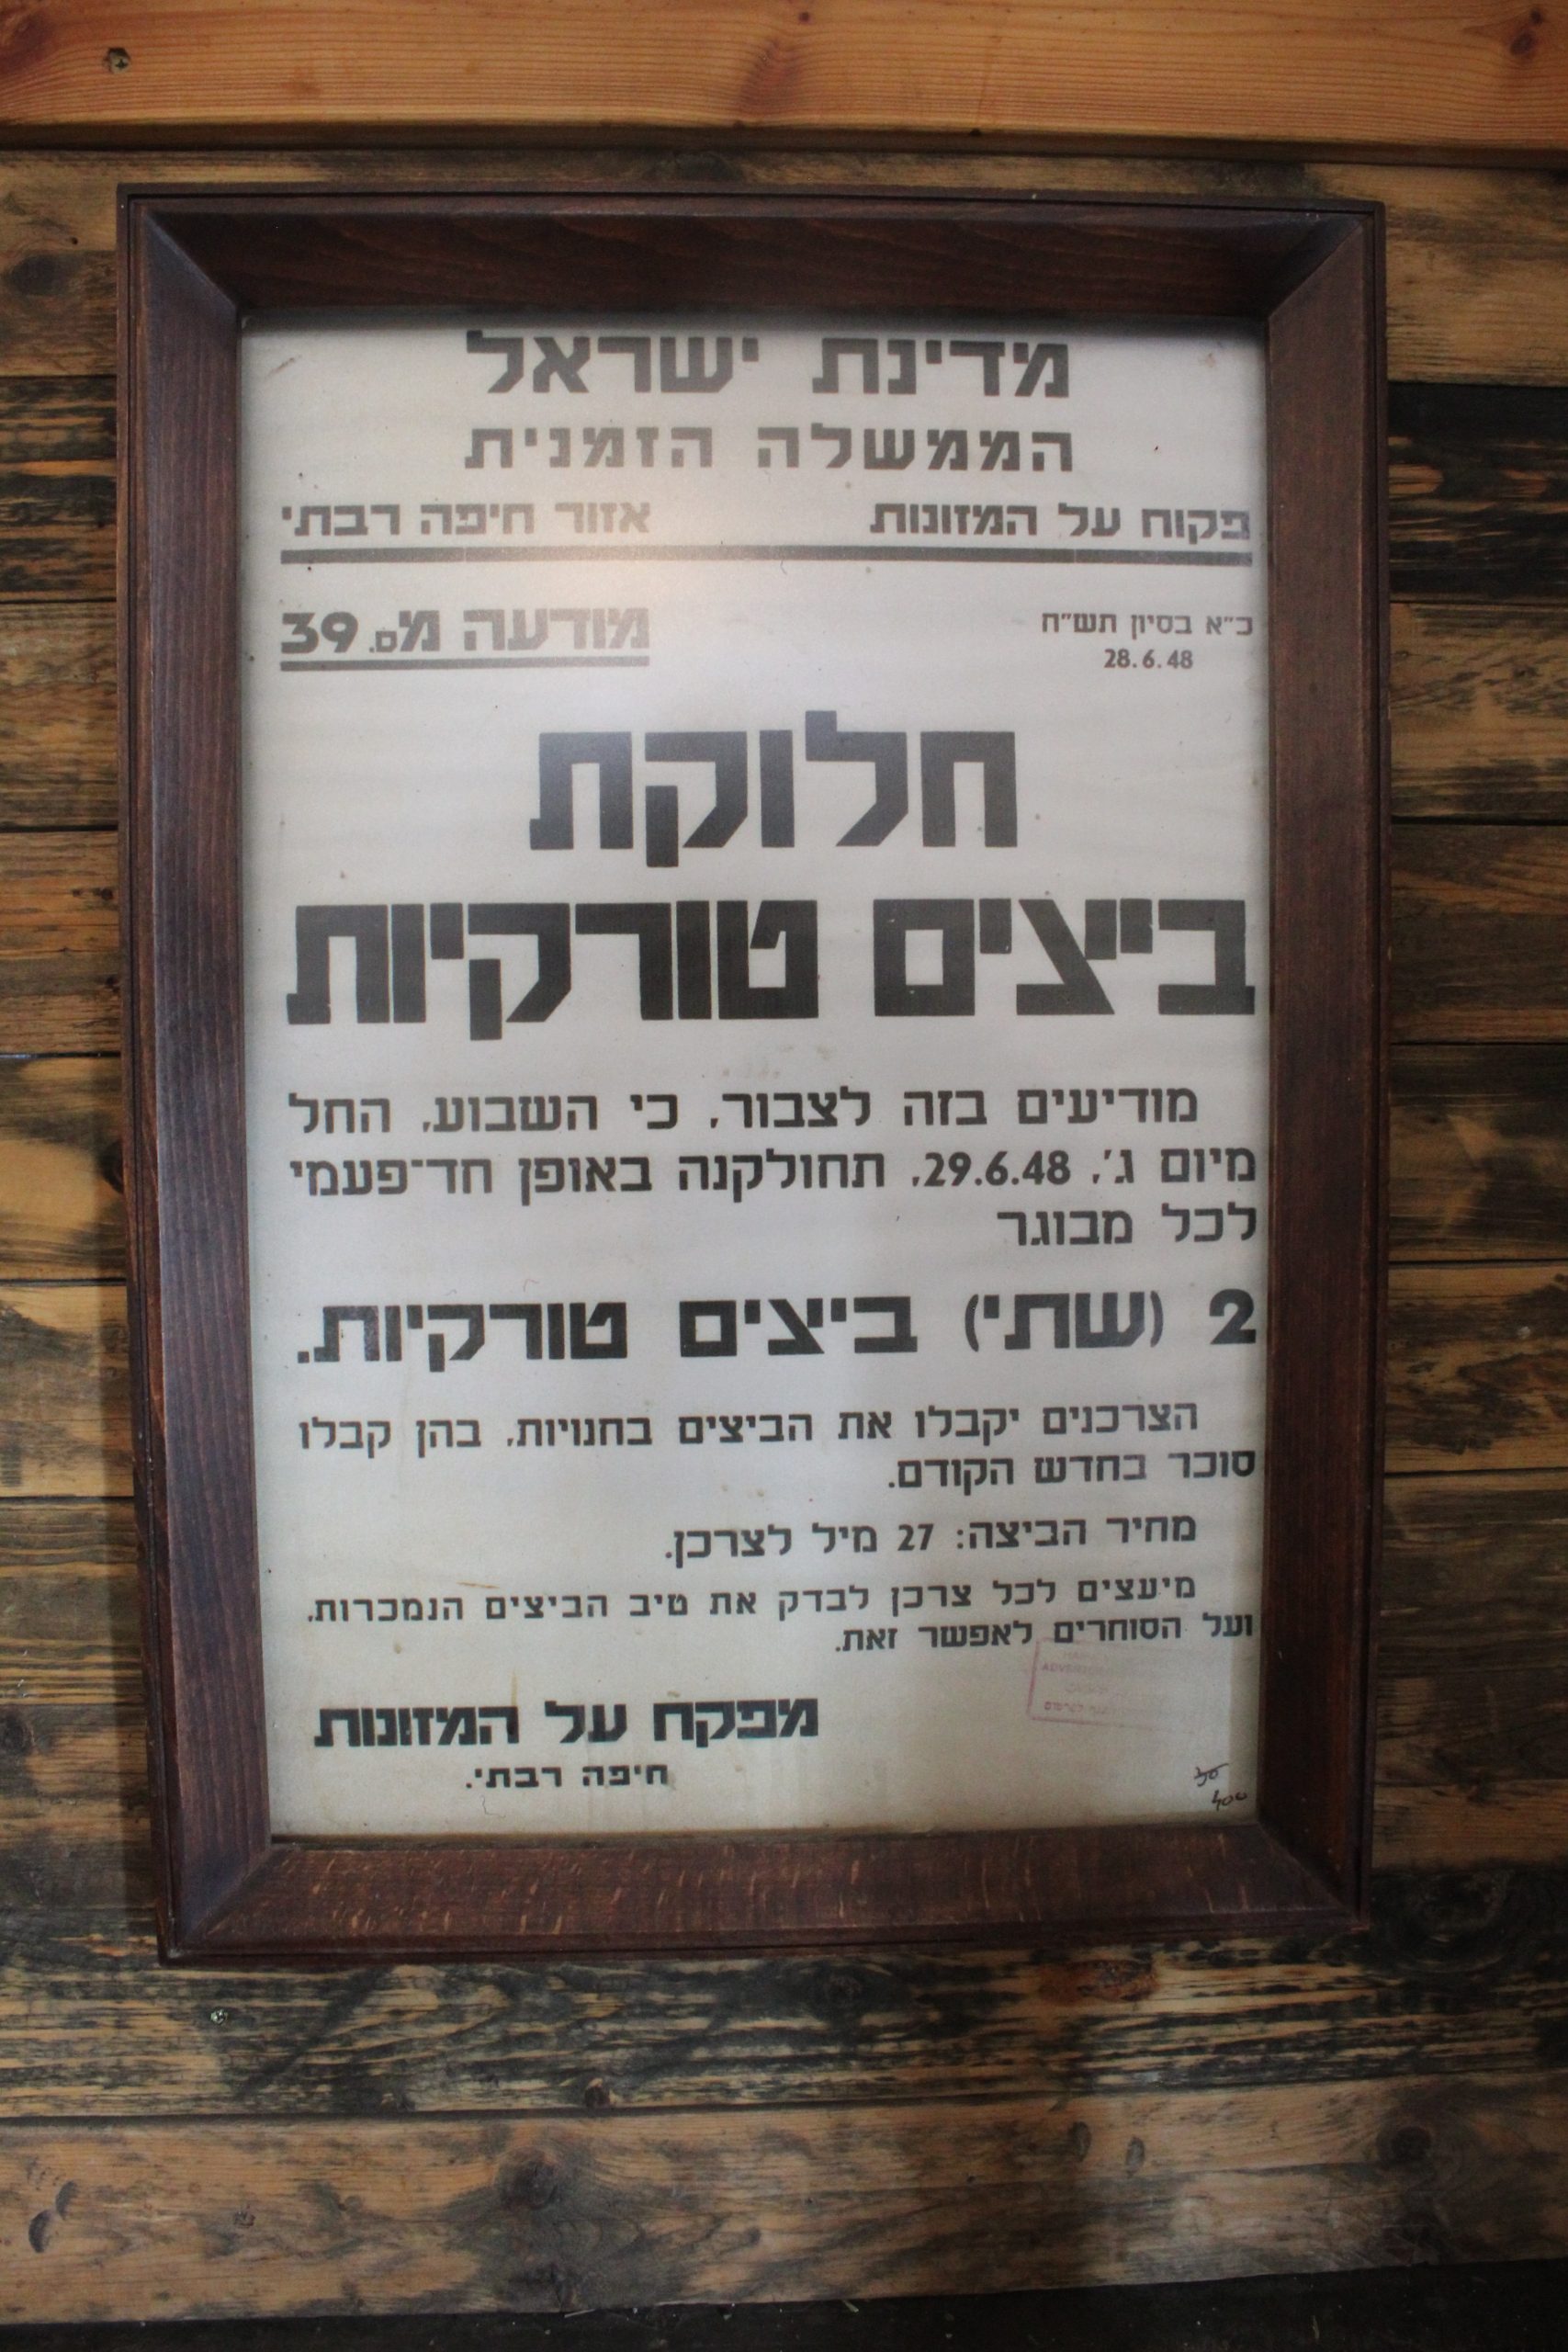 מדינת ישראל
הממשלה הזמנית
פקוח על המזונות אזור חיפה רבתי
כ"א בסיון תש"ח מודעה מס. 39
28.6.48
חלוקת
ביצים טורקיות
מודיעים בזה לצבור, כי השבוע, החל
מיום ג', 29.6.48, תחולקנה באופן חד־פעמי
לכל מבוגר
2 (שתי) ביצים טורקיות.
הצרכנים יקבלו את הביצים בחנויות, בהן קבלו
סוכר בחדש הקודם.
מחיר הביצה: 27 מיל לצרכן.
מיעצים לכל צרכן לבדק את טיב הביצים הנמכרות,
ועל הסוחרים לאפשר זאת.
מפקח על המזונות
חיפה רבתי.
400